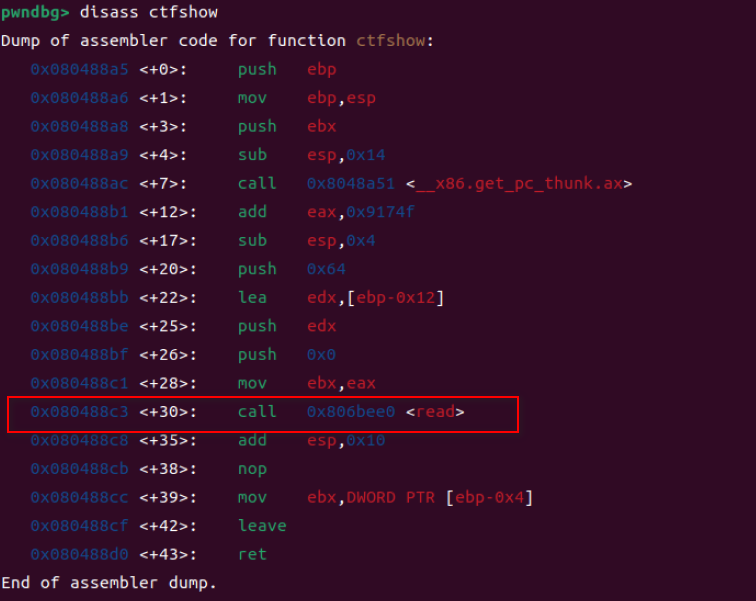 pwndbg> disass ctfshow
Dump of assembler code for function ctfshow:
0x080488a5 <+0>: push ebp
0x080488a6 <+1>: mov ebp,esp
0x080488a8 <+3>: push ebx
0x080488a9 <+4>: sub esp,0x14
0x080488ac <+7>: call 0x8048a51 <__x86.get_pc_thunk.ax>
0x080488b1 <+12>: add eax,0x9174f
0x080488b6 <+17>: sub esp,0x4
0x080488b9 <+20>: push 0x64
0x080488bb <+22>: lea edx,[ebp-0x12]
0x080488be <+25>: push edx
0x080488bf <+26>: push 0x0
0x080488c1 <+28>: mov ebx,eax
0x080488c3 <+30>: call 0x806bee0 <read>
0x080488c8 <+35>: add esp,0x10
0x080488cb <+38>: nop
0x080488cc <+39>: mov ebx,DWORD PTR [ebp-0x4]
0x080488cf <+42>: leave
0x080488d0 <+43>: ret
End of assembler dump.